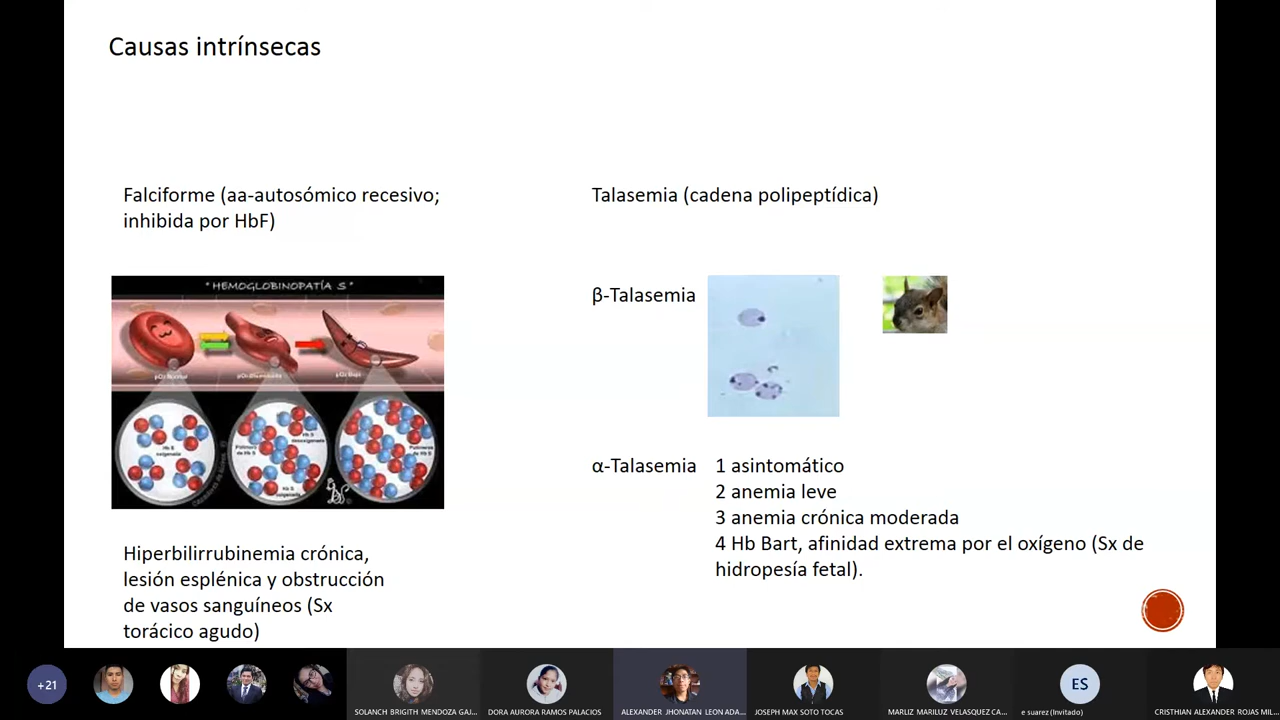 Causas intrínsecas
Falciforme (aa-autosómico recesivo;
inhibida por HbF)
Talasemia (cadena polipeptídica)
" HEMOGLOBINOPATÍA S "
β-Talasemia
Hb S
oxigenada
α-Talasemia
1 asintomático
2 anemia leve
3 anemia crónica moderada
4 Hb Bart, afinidad extrema por el oxígeno (Sx de
hidropesía fetal).
Hiperbilirrubinemia crónica,
lesión esplénica y obstrucción
de vasos sanguíneos (Sx
torácico agudo)
+21
ES
SOLANCH BRIGITH MENDOZA GAJ...
DORA AURORA RAMOS PALACIOS
ALEXANDER JHONATAN LEON ADA...
JOSEPH MAX SOTO TOCAS
MARLIZ MARILUZ VELASQUEZ CA...
e suarez (Invitado)
CRISTHIAN ALEXANDER ROJAS MIL...